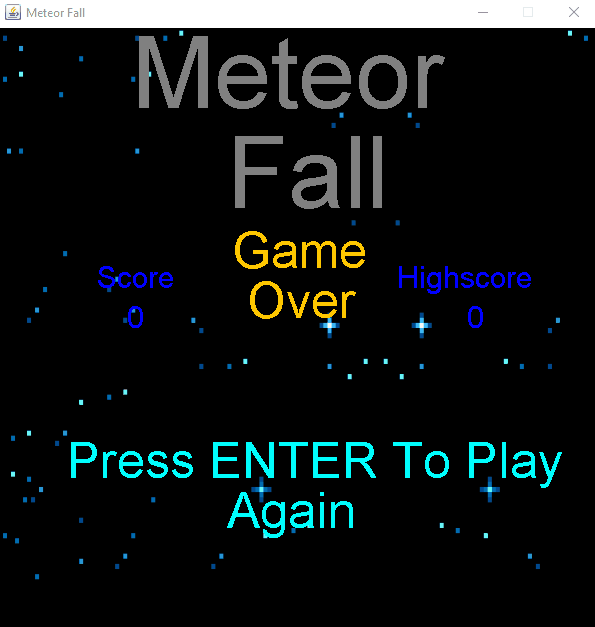 Meteor Fall
Meteor
Fall
Game
Over
Score
0
Highscore
0
Press ENTER To Play
Again